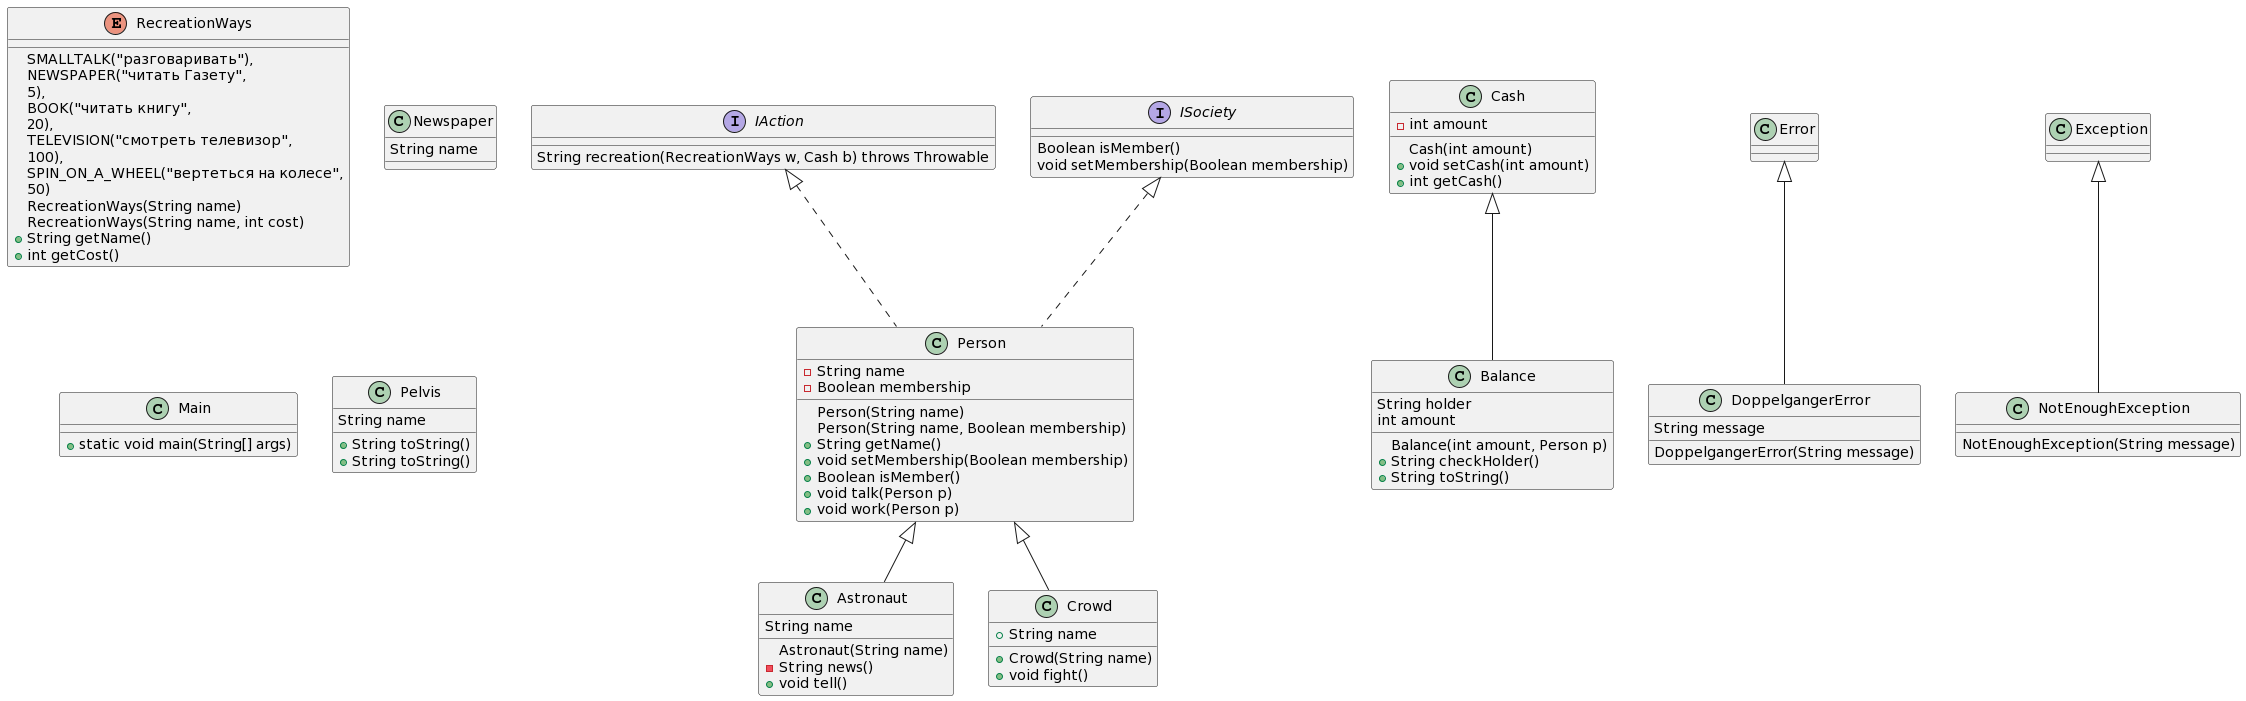 RecreationWays
SMALLTALK("разговаривать"),
NEWSPAPER("читать Газету",
5),
BOOK("читать книгу",
20),
TELEVISION("смотреть телевизор",
100),
SPIN_ON_A_WHEEL("вертеться на колесе",
50)
RecreationWays(String name)
RecreationWays(String name, int cost)
String getName()
int getCost()
Newspaper
String name
IAction
String recreation(RecreationWays w, Cash b) throws Throwable
ISociety
Boolean isMember()
void setMembership(Boolean membership)
Cash
int amount
Cash(int amount)
void setCash(int amount)
int getCash()
Error
Exception
Main
static void main(String[] args)
Pelvis
String name
String toString()
String toString()
Person
String name
Boolean membership
Person(String name)
Person(String name, Boolean membership)
String getName()
void setMembership(Boolean membership)
Boolean isMember()
void talk(Person p)
void work(Person p)
Balance
String holder
int amount
Balance(int amount, Person p)
String checkHolder()
String toString()
DoppelgangerError
String message
DoppelgangerError(String message)
NotEnoughException
NotEnoughException(String message)
Astronaut
String name
Astronaut(String name)
String news()
void tell()
Crowd
String name
Crowd(String name)
void fight()